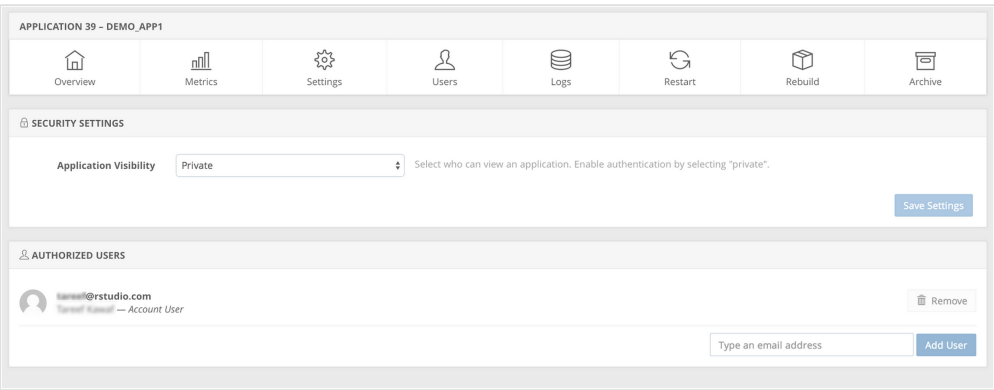 APPLICATION 39 – DEMO_APP1
Overview
Metrics
Settings
Users
Logs
Restart
Rebuild
Archive
SECURITY SETTINGS
Application Visibility
Private
Select who can view an application. Enable authentication by selecting "private".
Save Settings
AUTHORIZED USERS
@rstudio.com
— Account User
Remove
Type an email address
Add User